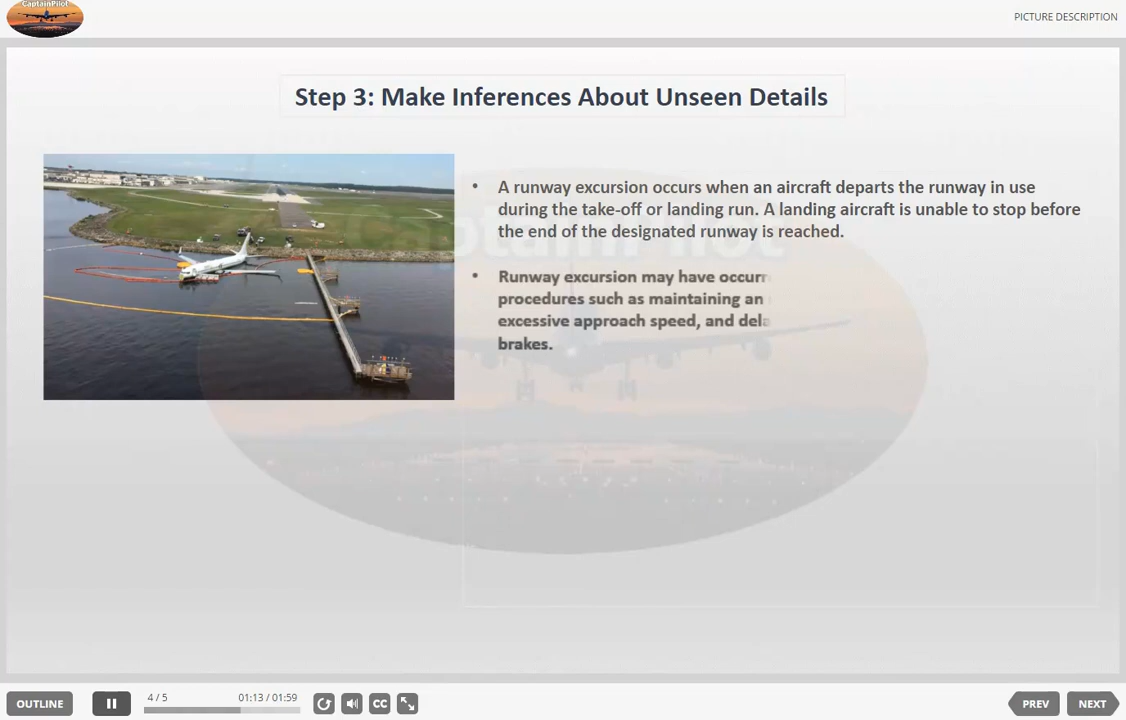 CaptainPilot
PICTURE DESCRIPTION
Step 3: Make Inferences About Unseen Details
• A runway excursion occurs when an aircraft departs the runway in use
during the take-off or landing run. A landing aircraft is unable to stop before
the end of the designated runway is reached.
• Runway excursion may have occurr
procedures such as maintaining an
excessive approach speed, and dela
brakes.
CaptainPilot
OUTLINE
4 / 5
01:13 / 01:59
CC
PREV
NEXT